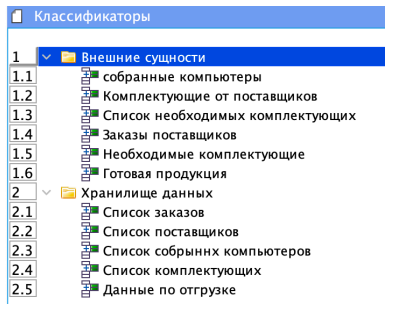 Классификаторы
1 Внешние сущности
1.1 собранные компьютеры
1.2 Комплектующие от поставщиков
1.3 Список необходимых комплектующих
1.4 Заказы поставщиков
1.5 Необходимые комплектующие
1.6 Готовая продукция
2 Хранилище данных
2.1 Список заказов
2.2 Список поставщиков
2.3 Список собрыннх компьютеров
2.4 Список комплектующих
2.5 Данные по отгрузке